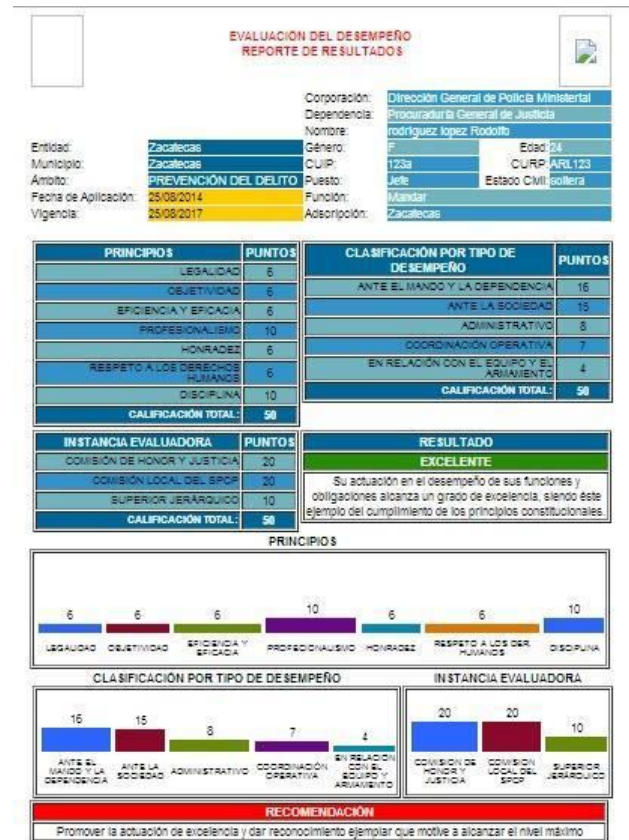 EVALUACIÓN DEL DESEMPEÑO
REPORTE DE RESULTADOS
Corporación: Dirección General de Policía Ministertal
Dependencia: Procuraduría General de Justicia
Nombre: rodriguez lopez Rodolfo
Entidad: Zacatecas Género: F Edad: 24
Municipio: Zacatecas CUIP: 123a CURP: ARL123
Ámbito: PREVENCIÓN DEL DELITO Puesto: Jefe Estado Civil: soltera
Fecha de Aplicación: 25/08/2014 Función: Mandar
Vigencia: 25/08/2017 Adscripción: Zacatecas
PRINCIPIOS PUNTOS
LEGALIDAD 6
OBJETIVIDAD 6
EFICIENCIA Y EFICACIA 6
PROFESIONALISMO 10
HONRADEZ 6
RESPETO A LOS DERECHOS
HUMANOS 6
DISCIPLINA 10
CALIFICACIÓN TOTAL: 50
CLASIFICACIÓN POR TIPO DE
DESEMPEÑO PUNTOS
ANTE EL MANDO Y LA DEPENDENCIA 16
ANTE LA SOCIEDAD 15
ADMINISTRATIVO 8
COORDINACIÓN OPERATIVA 7
EN RELACIÓN CON EL EQUIPO Y EL
ARMAMENTO 4
CALIFICACIÓN TOTAL: 50
INSTANCIA EVALUADORA PUNTOS
COMISIÓN DE HONOR Y JUSTICIA 20
COMISIÓN LOCAL DEL SPCP 20
SUPERIOR JERÁRQUICO 10
CALIFICACIÓN TOTAL: 50
RESULTADO
EXCELENTE
Su actuación en el desempeño de sus funciones y
obligaciones alcanza un grado de excelencia, siendo éste
ejemplo del cumplimiento de los principios constitucionales.
PRINCIPIOS
6 6 6 10 6 6 10
LEGALIDAD OBJETIVIDAD EFICIENCIA Y EFICACIA PROFECIONALISMO HONRADEZ RESPETO A LOS DER. HUMANOS DISCIPLINA
CLASIFICACIÓN POR TIPO DE DESEMPEÑO
16 15 8 7 4
ANTE EL MANDO Y LA DEPENDENCIA ANTE LA SOCIEDAD ADMINISTRATIVO COORDINACIÓN OPERATIVA EN RELACIÓN CON EL EQUIPO Y ARMAMENTO
INSTANCIA EVALUADORA
20 20 10
COMISION DE HONOR Y JUSTICIA COMISION LOCAL DEL SPCP SUPERIOR JERÁRQUICO
RECOMENDACIÓN
Promover la actuación de excelencia y dar reconocimiento ejemplar que motive a alcanzar el nivel máximo